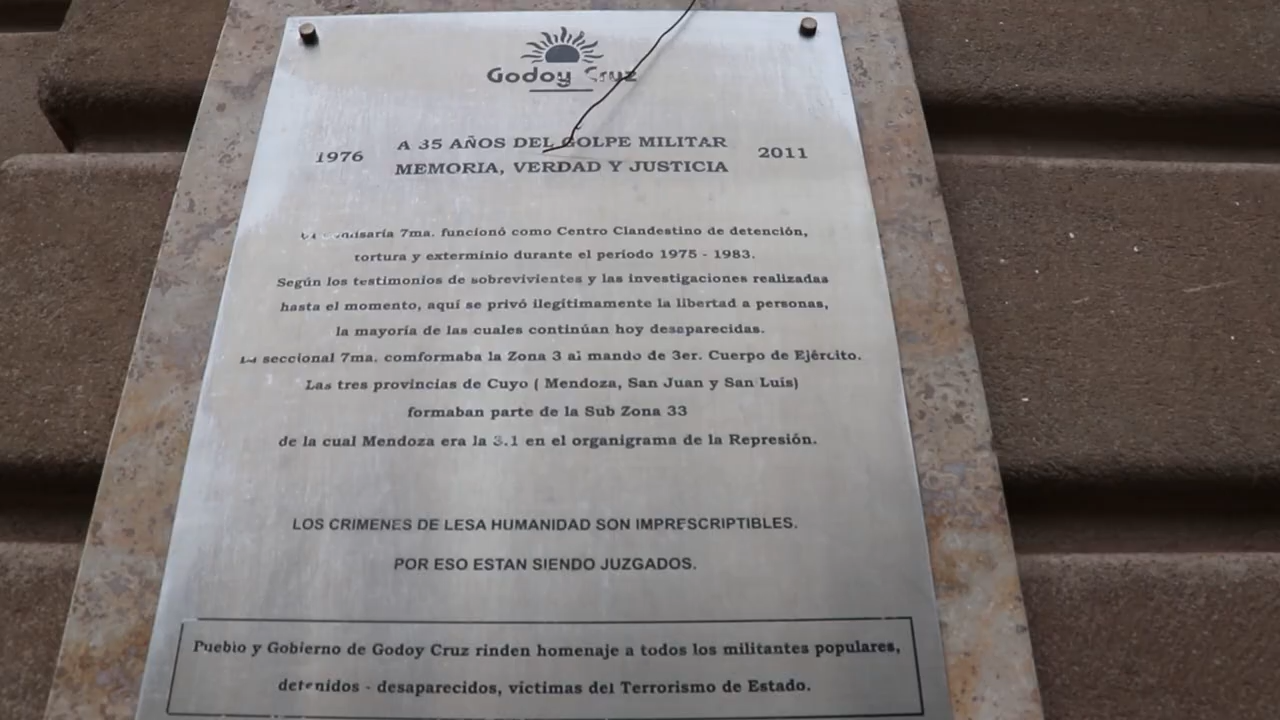 Godoy Cruz
1976 A 35 AÑOS DEL GOLPE MILITAR 2011
MEMORIA, VERDAD Y JUSTICIA
La Comisaría 7ma. funcionó como Centro Clandestino de detención,
tortura y exterminio durante el período 1975 - 1983.
Según los testimonios de sobrevivientes y las investigaciones realizadas
hasta el momento, aquí se privó ilegítimamente la libertad a personas,
la mayoría de las cuales continúan hoy desaparecidas.
La seccional 7ma. comformaba la Zona 3 al mando de 3er. Cuerpo de Ejército.
Las tres provincias de Cuyo ( Mendoza, San Juan y San Luis)
formaban parte de la Sub Zona 33
de la cual Mendoza era la 3.1 en el organigrama de la Represión.
LOS CRIMENES DE LESA HUMANIDAD SON IMPRESCRIPTIBLES.
POR ESO ESTAN SIENDO JUZGADOS.
Pueblo y Gobierno de Godoy Cruz rinden homenaje a todos los militantes populares,
detenidos - desaparecidos, víctimas del Terrorismo de Estado.